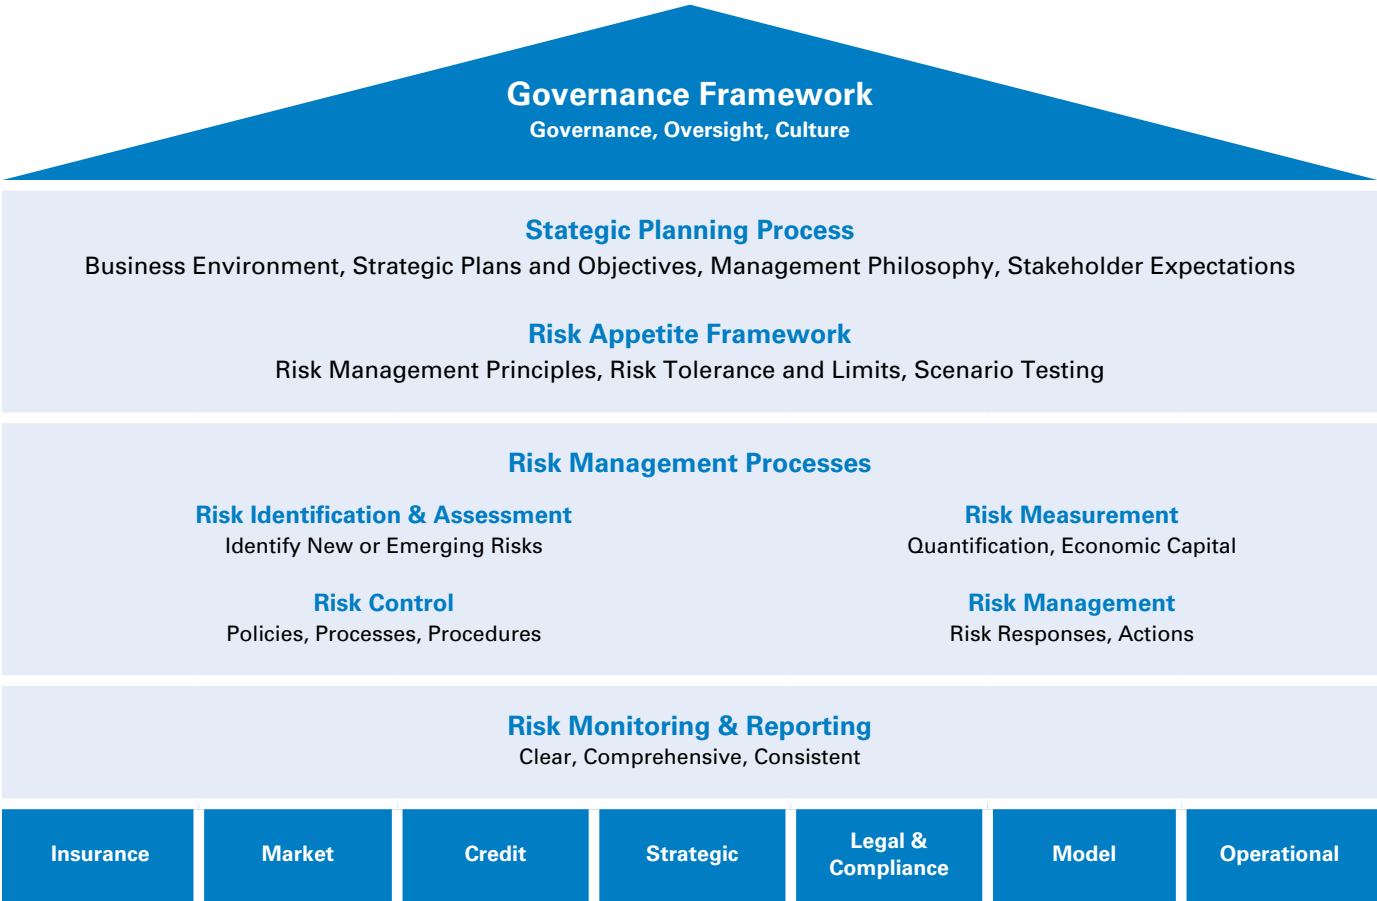 Governance Framework
Governance, Oversight, Culture
Stategic Planning Process
Business Environment, Strategic Plans and Objectives, Management Philosophy, Stakeholder Expectations
Risk Appetite Framework
Risk Management Principles, Risk Tolerance and Limits, Scenario Testing
Risk Management Processes
Risk Identification & Assessment
Identify New or Emerging Risks
Risk Measurement
Quantification, Economic Capital
Risk Control
Policies, Processes, Procedures
Risk Management
Risk Responses, Actions
Risk Monitoring & Reporting
Clear, Comprehensive, Consistent
Insurance
Market
Credit
Strategic
Legal &
Compliance
Model
Operational